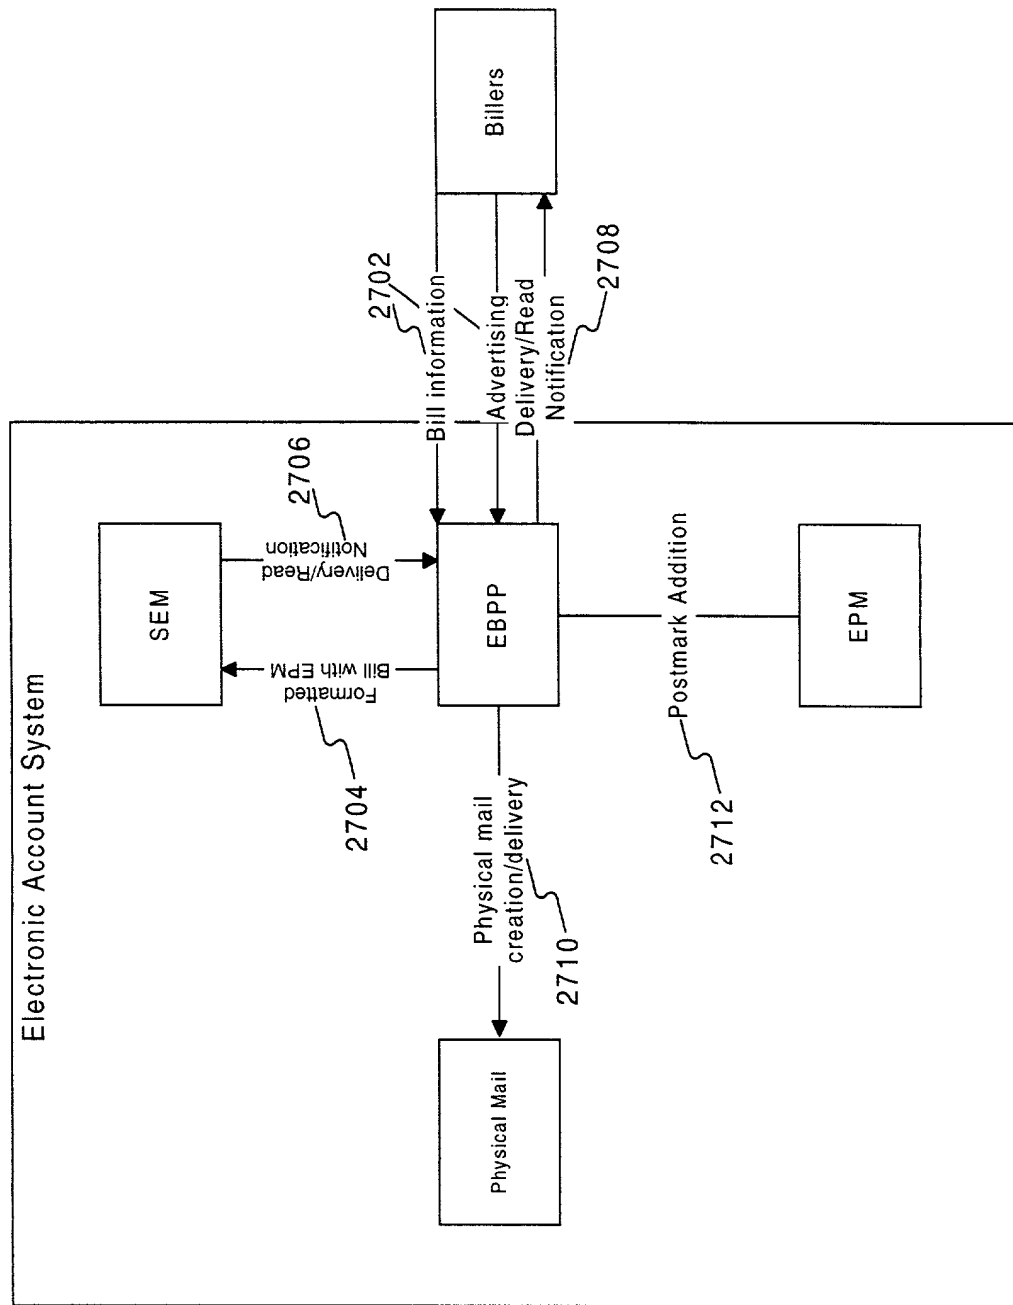 Electronic Account System
SEM
Formatted
Bill with EPM
2704
Delivery/Read
Notification
2706
Physical Mail
Physical mail
creation/delivery
2710
EBPP
Bill information
2702
Advertising
Delivery/Read
Notification
2708
Billers
Postmark Addition
2712
EPM